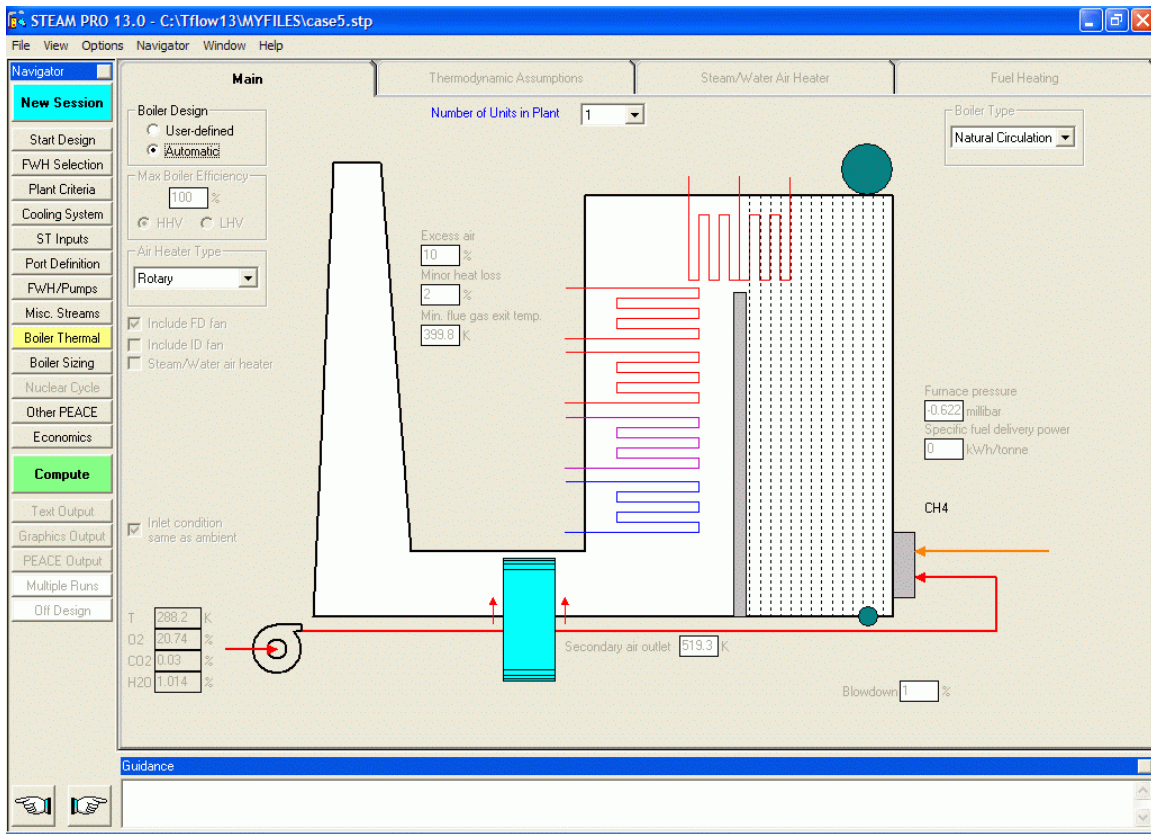 STEAM PRO 13.0 - C:\Tflow13\MYFILES\case5.stp
File View Options Navigator Window Help
Navigator
New Session
Start Design
FWH Selection
Plant Criteria
Cooling System
ST Inputs
Port Definition
FWH/Pumps
Misc. Streams
Boiler Thermal
Boiler Sizing
Nuclear Cycle
Other PEACE
Economics
Compute
Text Output
Graphics Output
PEACE Output
Multiple Runs
Off Design
Main
Thermodynamic Assumptions
Steam/Water Air Heater
Fuel Heating
Boiler Design
User-defined
Automatic
Number of Units in Plant 1
Boiler Type
Natural Circulation
Max Boiler Efficiency
100 %
HHV LHV
Air Heater Type
Rotary
Include FD fan
Include ID fan
Steam/Water air heater
Excess air
10 %
Minor heat loss
2 %
Min. flue gas exit temp.
399.8 K
Furnace pressure
-0.622 millibar
Specific fuel delivery power
0 kWh/tonne
CH4
Inlet condition
same as ambient
T 288.2 K
O2 20.74 %
CO2 0.03 %
H2O 1.014 %
Secondary air outlet 519.3 K
Blowdown 1 %
Guidance